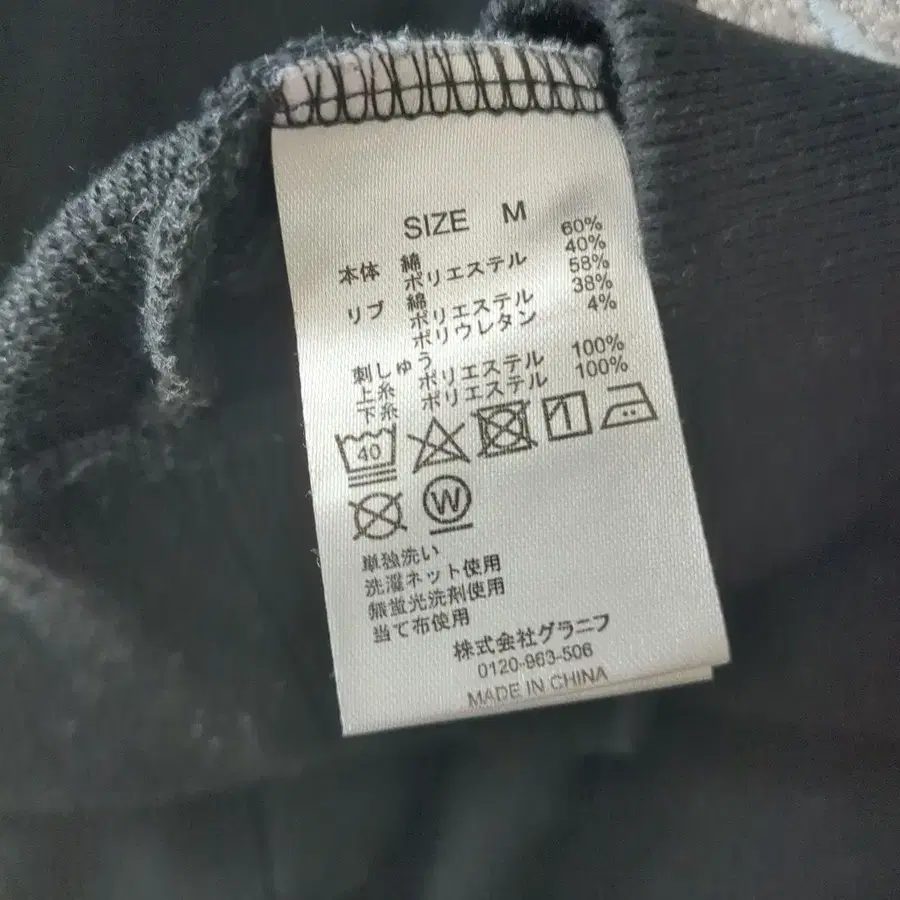 SIZE M
本体 綿 60%
ポリエステル 40%
リブ 綿 58%
ポリエステル 38%
ポリウレタン 4%
刺しゅう
上糸 ポリエステル 100%
下糸 ポリエステル 100%
40
W
単独洗い
洗濯ネット使用
無蛍光洗剤使用
当て布使用
株式会社グラニフ
0120-963-506
MADE IN CHINA